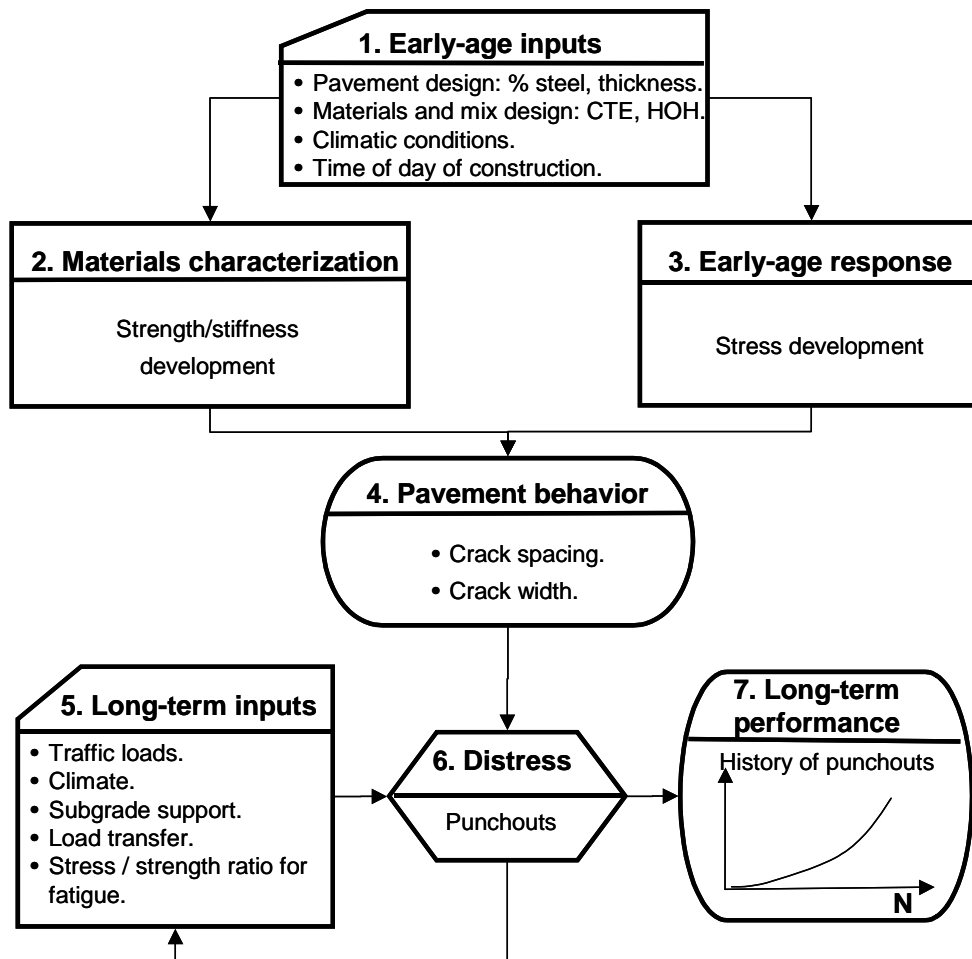 1. Early-age inputs
• Pavement design: % steel, thickness.
• Materials and mix design: CTE, HOH.
• Climatic conditions.
• Time of day of construction.
2. Materials characterization
Strength/stiffness
development
3. Early-age response
Stress development
4. Pavement behavior
• Crack spacing.
• Crack width.
5. Long-term inputs
• Traffic loads.
• Climate.
• Subgrade support.
• Load transfer.
• Stress / strength ratio for
fatigue.
6. Distress
Punchouts
7. Long-term
performance
History of punchouts
N